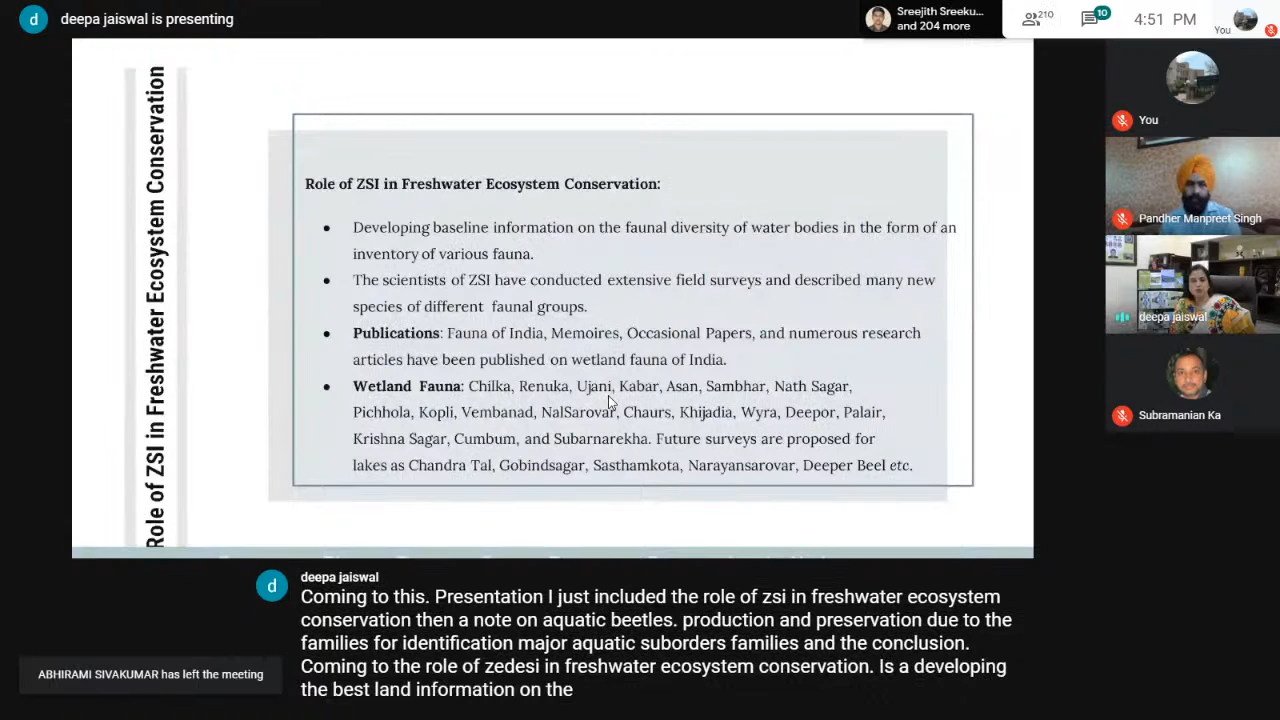 d
deepa jaiswal is presenting
Sreejith Sreeku...
and 204 more
210
10
4:51 PM
You
Role of ZSI in Freshwater Ecosystem Conservation
Role of ZSI in Freshwater Ecosystem Conservation:
● Developing baseline information on the faunal diversity of water bodies in the form of an
inventory of various fauna.
● The scientists of ZSI have conducted extensive field surveys and described many new
species of different faunal groups.
● Publications: Fauna of India, Memoires, Occasional Papers, and numerous research
articles have been published on wetland fauna of India.
● Wetland Fauna: Chilka, Renuka, Ujani, Kabar, Asan, Sambhar, Nath Sagar,
Pichhola, Kopli, Vembanad, NalSarovar, Chaurs, Khijadia, Wyra, Deepor, Palair,
Krishna Sagar, Cumbum, and Subarnarekha. Future surveys are proposed for
lakes as Chandra Tal, Gobindsagar, Sasthamkota, Narayansarovar, Deeper Beel etc.
You
Pandher Manpreet Singh
deepa jaiswal
Subramanian Ka
d
deepa jaiswal
Coming to this. Presentation I just included the role of zsi in freshwater ecosystem
conservation then a note on aquatic beetles. production and preservation due to the
families for identification major aquatic suborders families and the conclusion.
Coming to the role of zedesi in freshwater ecosystem conservation. Is a developing
the best land information on the
ABHIRAMI SIVAKUMAR has left the meeting